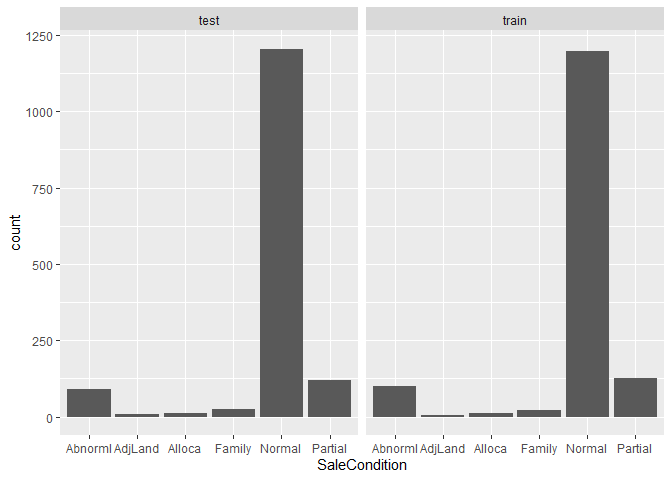 test train
1250
1000
750
500
250
0
count
Abnorml AdjLand Alloca Family Normal Partial Abnorml AdjLand Alloca Family Normal Partial
SaleCondition